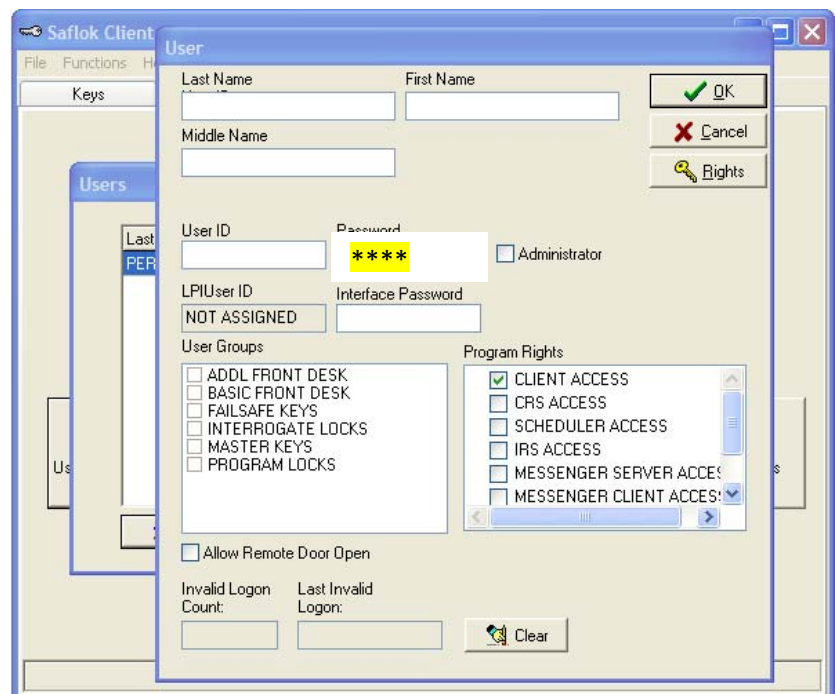 Saflok Client
User
File Functions H
Last Name First Name
OK
Keys
Middle Name
Cancel
Rights
Users
User ID Password
Last
****
Administrator
PER
LPIUser ID Interface Password
NOT ASSIGNED
User Groups Program Rights
ADDL FRONT DESK
BASIC FRONT DESK
FAILSAFE KEYS
INTERROGATE LOCKS
MASTER KEYS
PROGRAM LOCKS
CLIENT ACCESS
CRS ACCESS
SCHEDULER ACCESS
IRS ACCESS
MESSENGER SERVER ACCES
MESSENGER CLIENT ACCESS
Us
s
Allow Remote Door Open
Invalid Logon Last Invalid
Count: Logon:
Clear